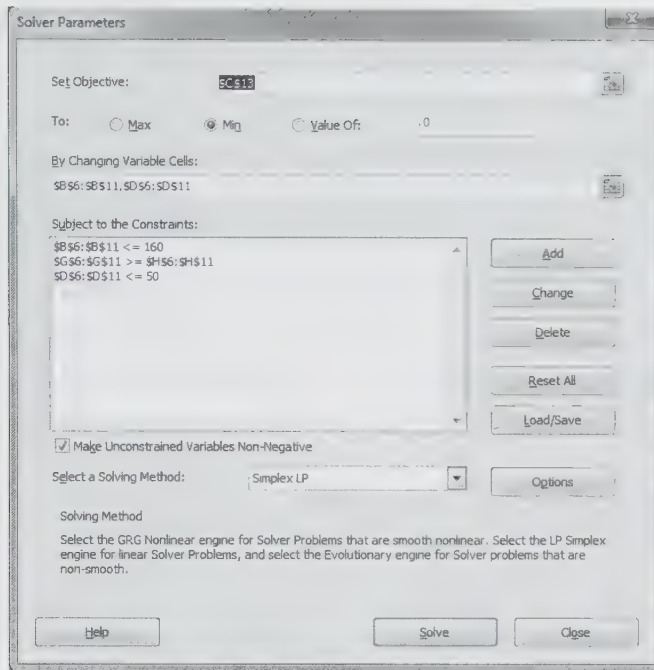 Solver Parameters
Set Objective: $C$13
To: Max Min Value Of: 0
By Changing Variable Cells:
$B$6:$B$11,$D$6:$D$11
Subject to the Constraints:
$B$6:$B$11 <= 160
$G$6:$G$11 >= $H$6:$H$11
$D$6:$D$11 <= 50
Add
Change
Delete
Reset All
Load/Save
Make Unconstrained Variables Non-Negative
Select a Solving Method: Simplex LP Options
Solving Method
Select the GRG Nonlinear engine for Solver Problems that are smooth nonlinear. Select the LP Simplex
engine for linear Solver Problems, and select the Evolutionary engine for Solver problems that are
non-smooth.
Help Solve Close